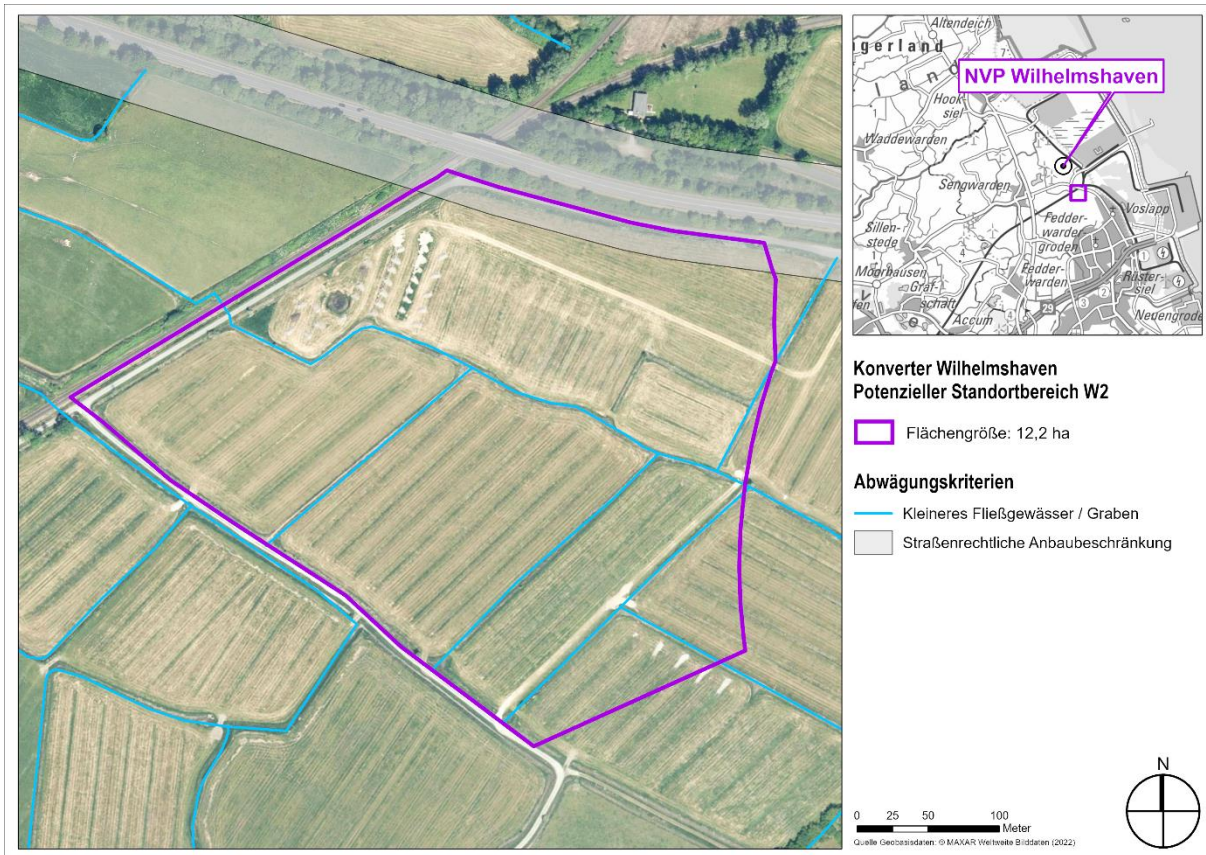 Altendeich
ngerland
NVP Wilhelmshaven
Hook-
siel
Waddewarden
Sengwarden
Voslapp
Fedder-
warder-
groden
Sillen-
stede
Moorhausen
Graf-
schaft
Fedder-
warden
Rüster-
siel
Accum
29
Neuengrode
Konverter Wilhelmshaven
Potenzieller Standortbereich W2
Flächengröße: 12,2 ha
Abwägungskriterien
Kleineres Fließgewässer / Graben
Straßenrechtliche Anbaubeschränkung
N
0 25 50 100
Meter
Quelle Geobasisdaten: © MAXAR Weltweite Bilddaten (2022)